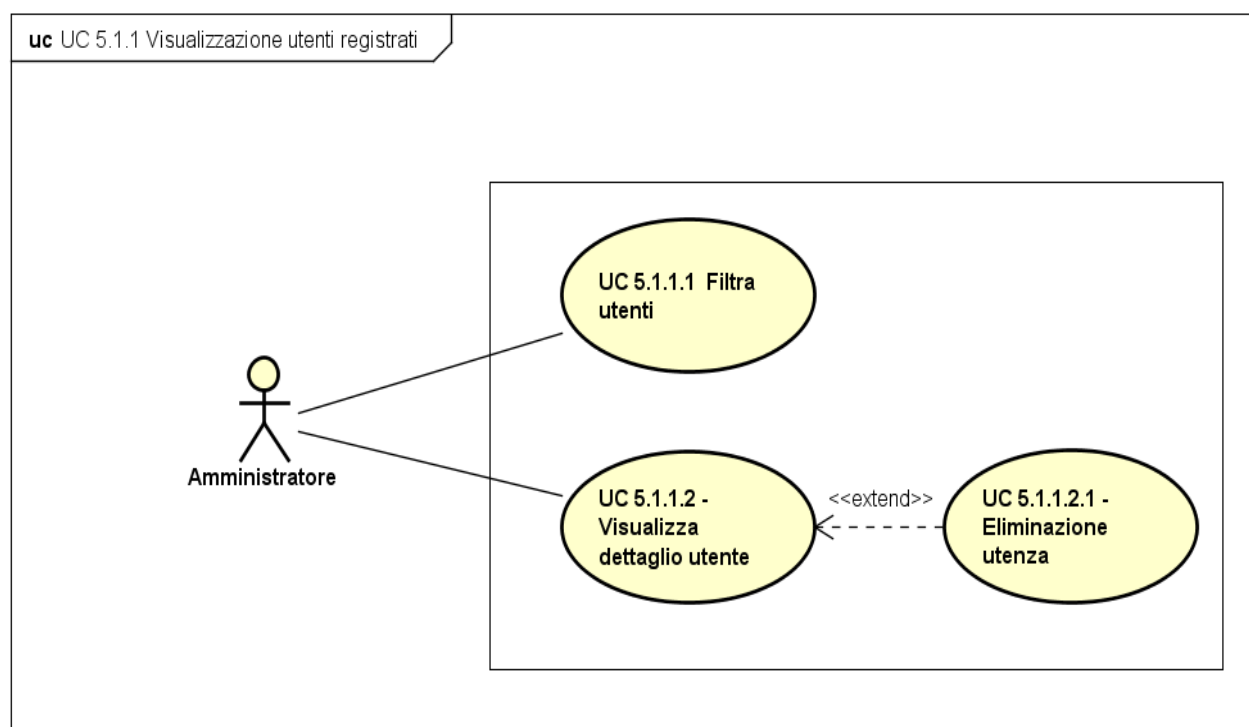 uc UC 5.1.1 Visualizzazione utenti registrati
UC 5.1.1.1 Filtra
utenti
Amministratore
UC 5.1.1.2 -
Visualizza
dettaglio utente
<<extend>>
UC 5.1.1.2.1 -
Eliminazione
utenza